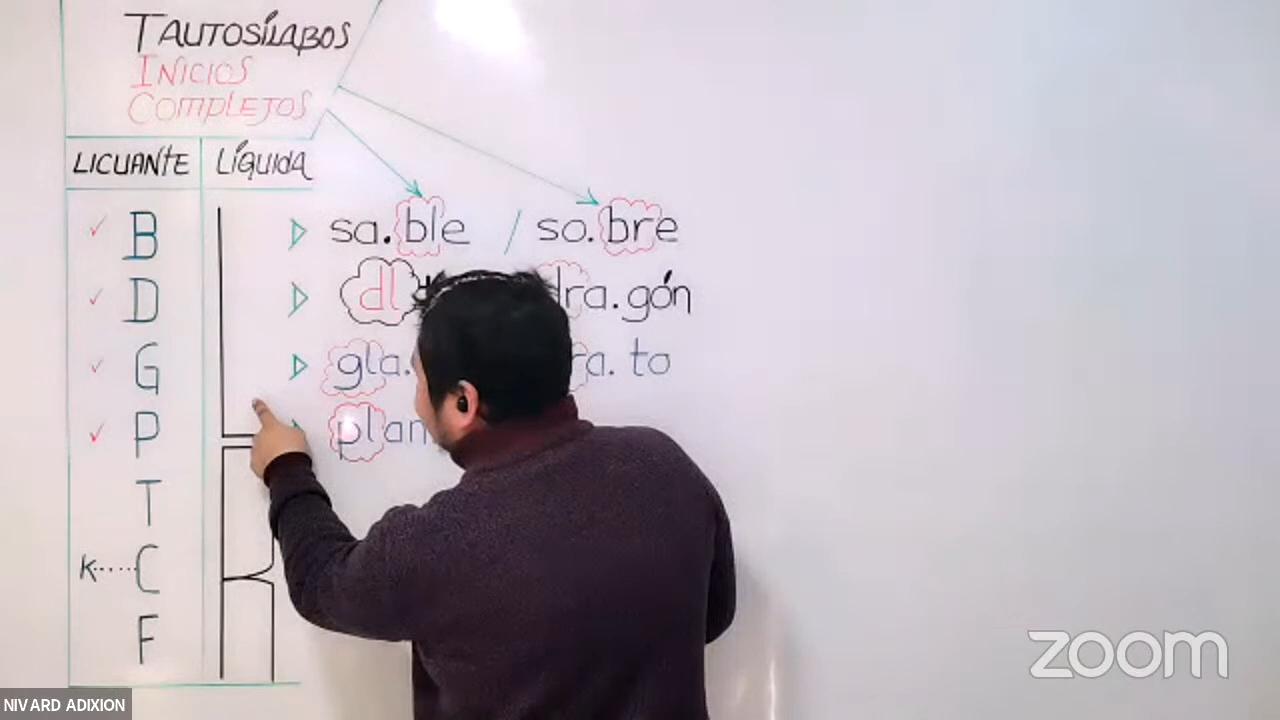 TAUTOSÍLABOS
INICIOS
COMPLEJOS
LICUANTE LÍQUIDA
B L sa.ble / so.bre
D dl dra.gón
G gla. ra.to
P plan
T R
K.....C
F
zoom
NIVARD ADIXION